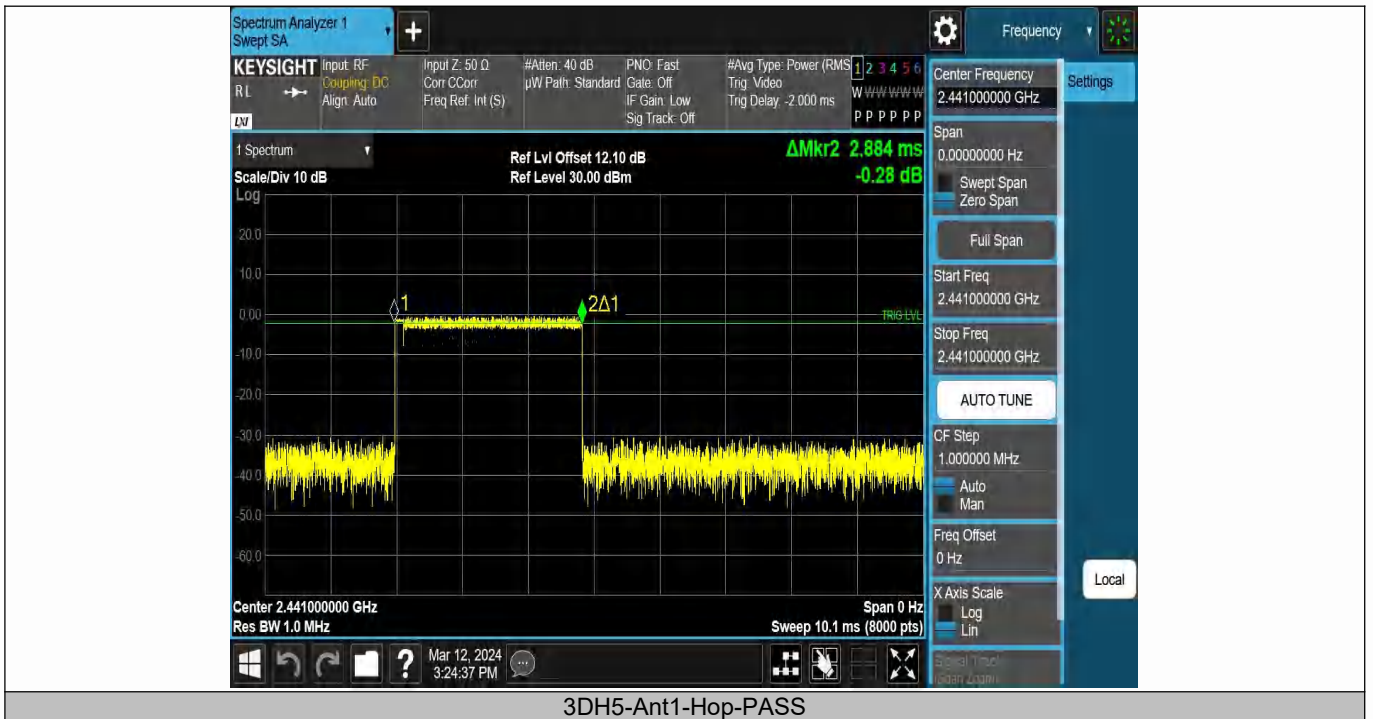 Spectrum Analyzer 1
Swept SA
Frequency
KEYSIGHT
RL
LXI
Input: RF
Coupling: DC
Align: Auto
Input Z: 50 Ω
Corr CCorr
Freq Ref: Int (S)
#Atten: 40 dB
µW Path: Standard
PNO: Fast
Gate: Off
IF Gain: Low
Sig Track: Off
#Avg Type: Power (RMS
Trig: Video
Trig Delay: -2.000 ms
1 2 3 4 5 6
W W W W W W
P P P P P P
1 Spectrum
Scale/Div 10 dB
Ref Lvl Offset 12.10 dB
Ref Level 30.00 dBm
ΔMkr2 2.884 ms
-0.28 dB
Log
20.0
10.0
0.00
-10.0
-20.0
-30.0
-40.0
-50.0
-60.0
1
2Δ1
TRIG LVL
Center 2.441000000 GHz
Res BW 1.0 MHz
Span 0 Hz
Sweep 10.1 ms (8000 pts)
Mar 12, 2024
3:24:37 PM
Center Frequency
2.441000000 GHz
Settings
Span
0.00000000 Hz
Swept Span
Zero Span
Full Span
Start Freq
2.441000000 GHz
Stop Freq
2.441000000 GHz
AUTO TUNE
CF Step
1.000000 MHz
Auto
Man
Freq Offset
0 Hz
X Axis Scale
Log
Lin
Signal Track
(Span Zoom)
Local
3DH5-Ant1-Hop-PASS